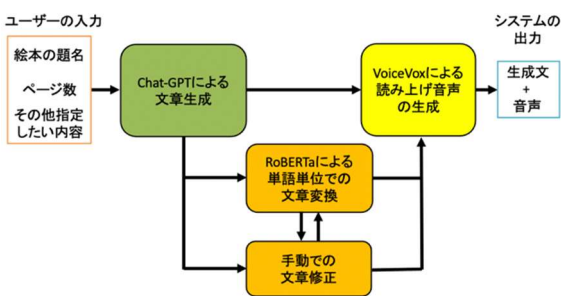 ユーザーの入力
絵本の題名
ページ数
その他指定
したい内容
Chat-GPTによる
文章生成
VoiceVoxによる
読み上げ音声
の生成
システムの
出力
生成文
+
音声
RoBERTaによる
単語単位での
文章変換
手動での
文章修正